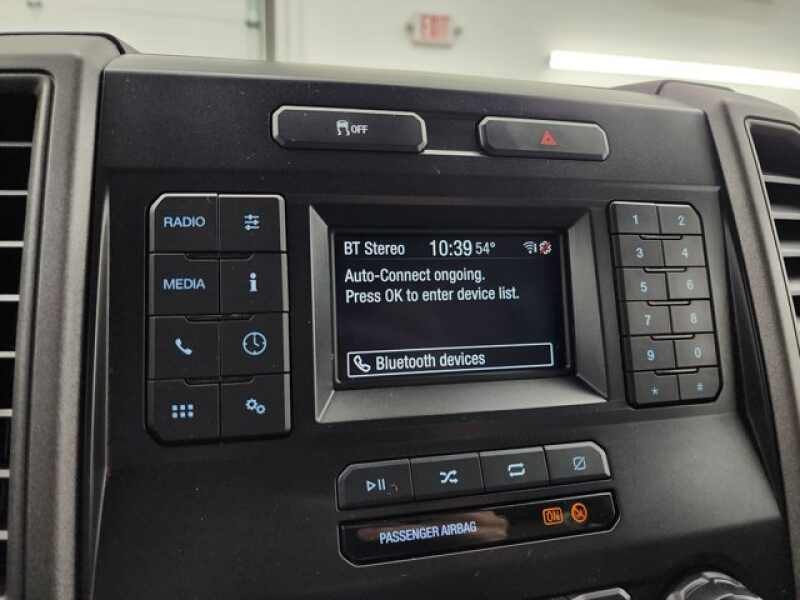 EXIT
OFF
RADIO
MEDIA
BT Stereo 10:39 54°
Auto-Connect ongoing.
Press OK to enter device list.
Bluetooth devices
1 2
3 4
5 6
7 8
9 0
* #
PASSENGER AIRBAG ON